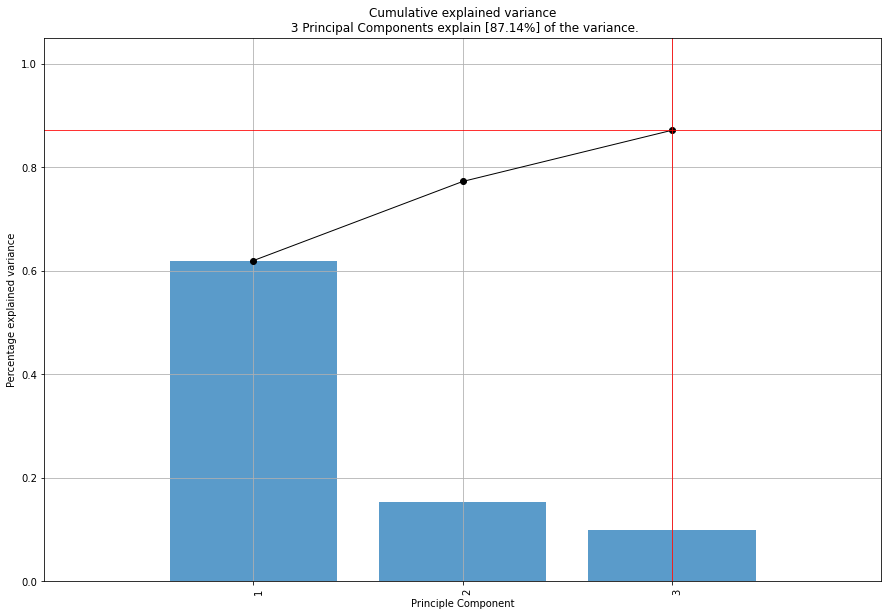 Cumulative explained variance
3 Principal Components explain [87.14%] of the variance.
Percentage explained variance
1.0
0.8
0.6
0.4
0.2
0.0
1
2
3
Principle Component